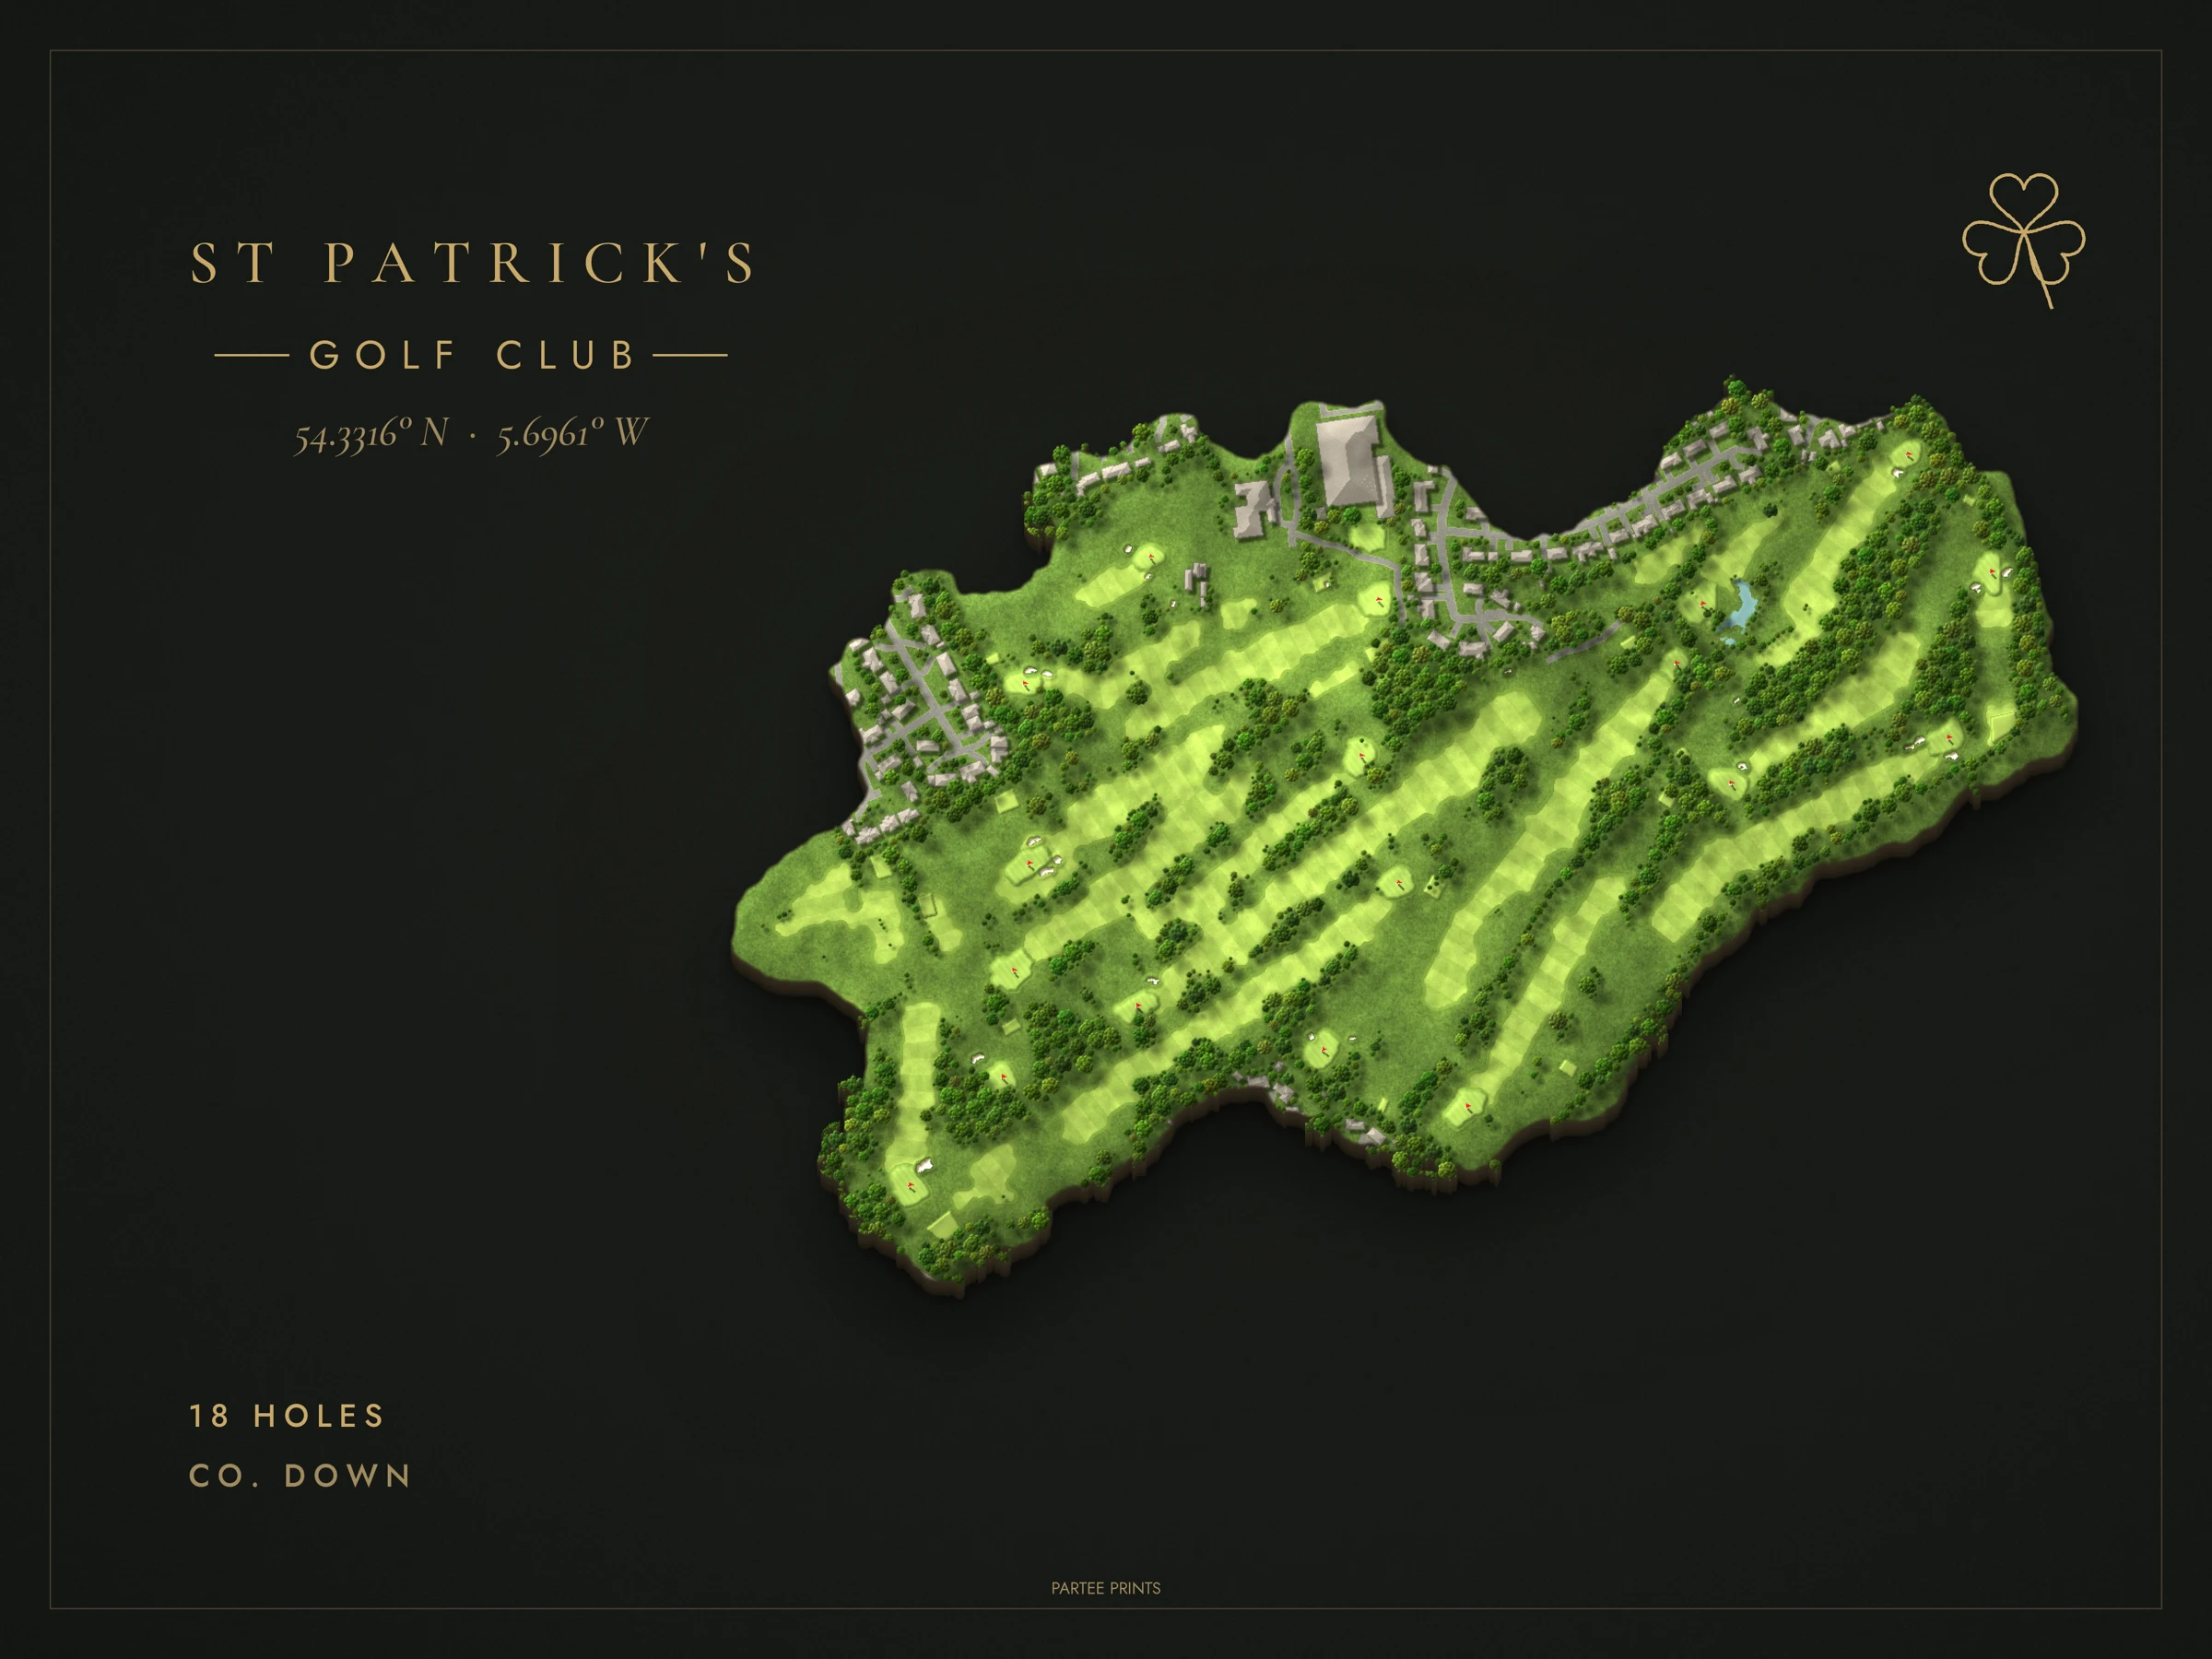 ST PATRICK'S
GOLF CLUB
54.3316° N · 5.6961° W
18 HOLES
CO. DOWN
PARTEE PRINTS